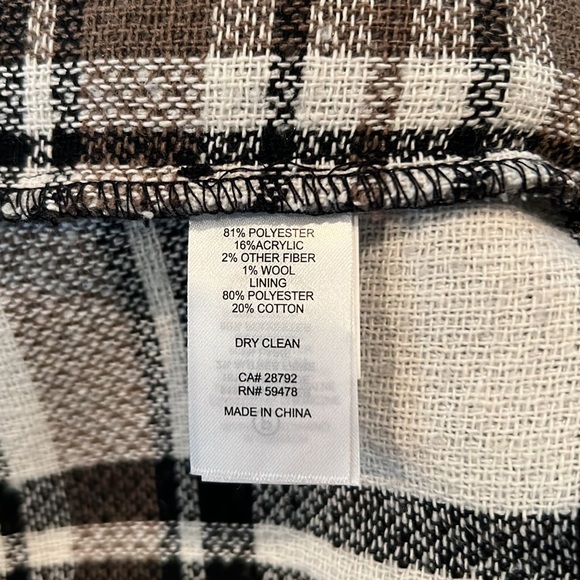 81% POLYESTER
16%ACRYLIC
2% OTHER FIBER
1% WOOL
LINING
80% POLYESTER
20% COTTON
DRY CLEAN
CA# 28792
RN# 59478
MADE IN CHINA